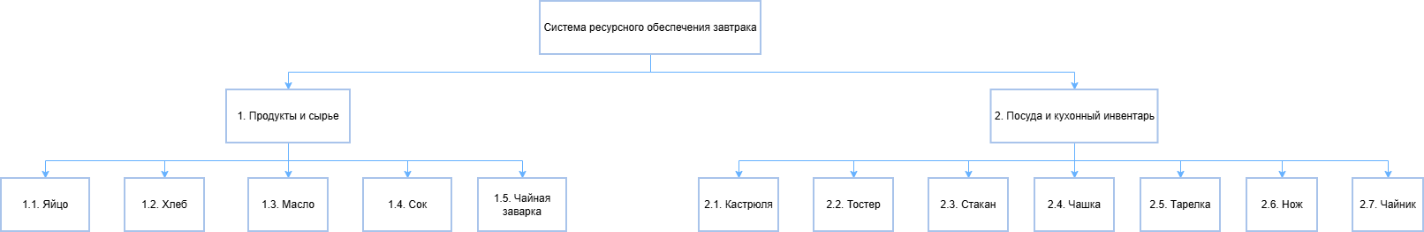 Система ресурсного обеспечения завтрака
1. Продукты и сырье
2. Посуда и кухонный инвентарь
1.1. Яйцо
1.2. Хлеб
1.3. Масло
1.4. Сок
1.5. Чайная
заварка
2.1. Кастрюля
2.2. Тостер
2.3. Стакан
2.4. Чашка
2.5. Тарелка
2.6. Нож
2.7. Чайник